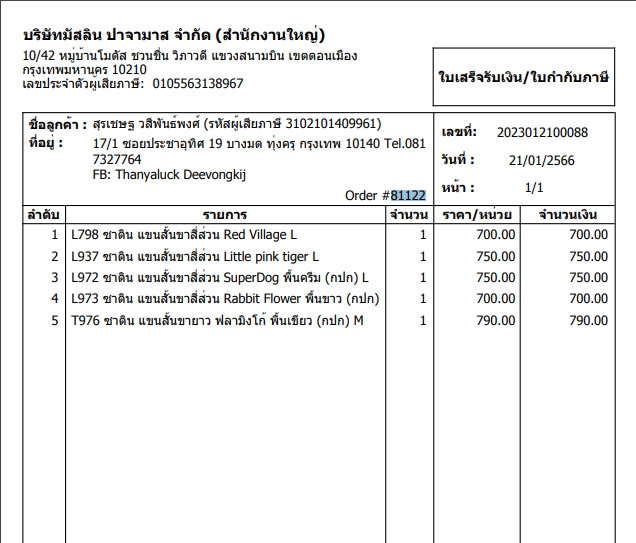 บริษัทมัสลิน ปาจามาส จำกัด (สำนักงานใหญ่)
10/42 หมู่บ้านโมดัส ชวนชื่น วิภาวดี แขวงสนามบิน เขตดอนเมือง
กรุงเทพมหานคร 10210
เลขประจำตัวผู้เสียภาษี: 0105563138967
ใบเสร็จรับเงิน/ใบกำกับภาษี
ชื่อลูกค้า : สุรเชษฐ วสิพันธ์พงศ์ (รหัสผู้เสียภาษี 3102101409961)
ที่อยู่ : 17/1 ซอยประชาอุทิศ 19 บางมด ทุ่งครุ กรุงเทพ 10140 Tel.081
7327764
FB: Thanyaluck Deevongkij
Order #81122
เลขที่: 2023012100088
วันที่ : 21/01/2566
หน้า : 1/1
ลำดับ รายการ จำนวน ราคา/หน่วย จำนวนเงิน
1 L798 ซาติน แขนสั้นขาสี่ส่วน Red Village L 1 700.00 700.00
2 L937 ซาติน แขนสั้นขาสี่ส่วน Little pink tiger L 1 750.00 750.00
3 L972 ซาติน แขนสั้นขาสี่ส่วน SuperDog พื้นครีม (กปก) L 1 750.00 750.00
4 L973 ซาติน แขนสั้นขาสี่ส่วน Rabbit Flower พื้นขาว (กปก) 1 700.00 700.00
5 T976 ซาติน แขนสั้นขายาว ฟลามิงโก้ พื้นเขียว (กปก) M 1 790.00 790.00